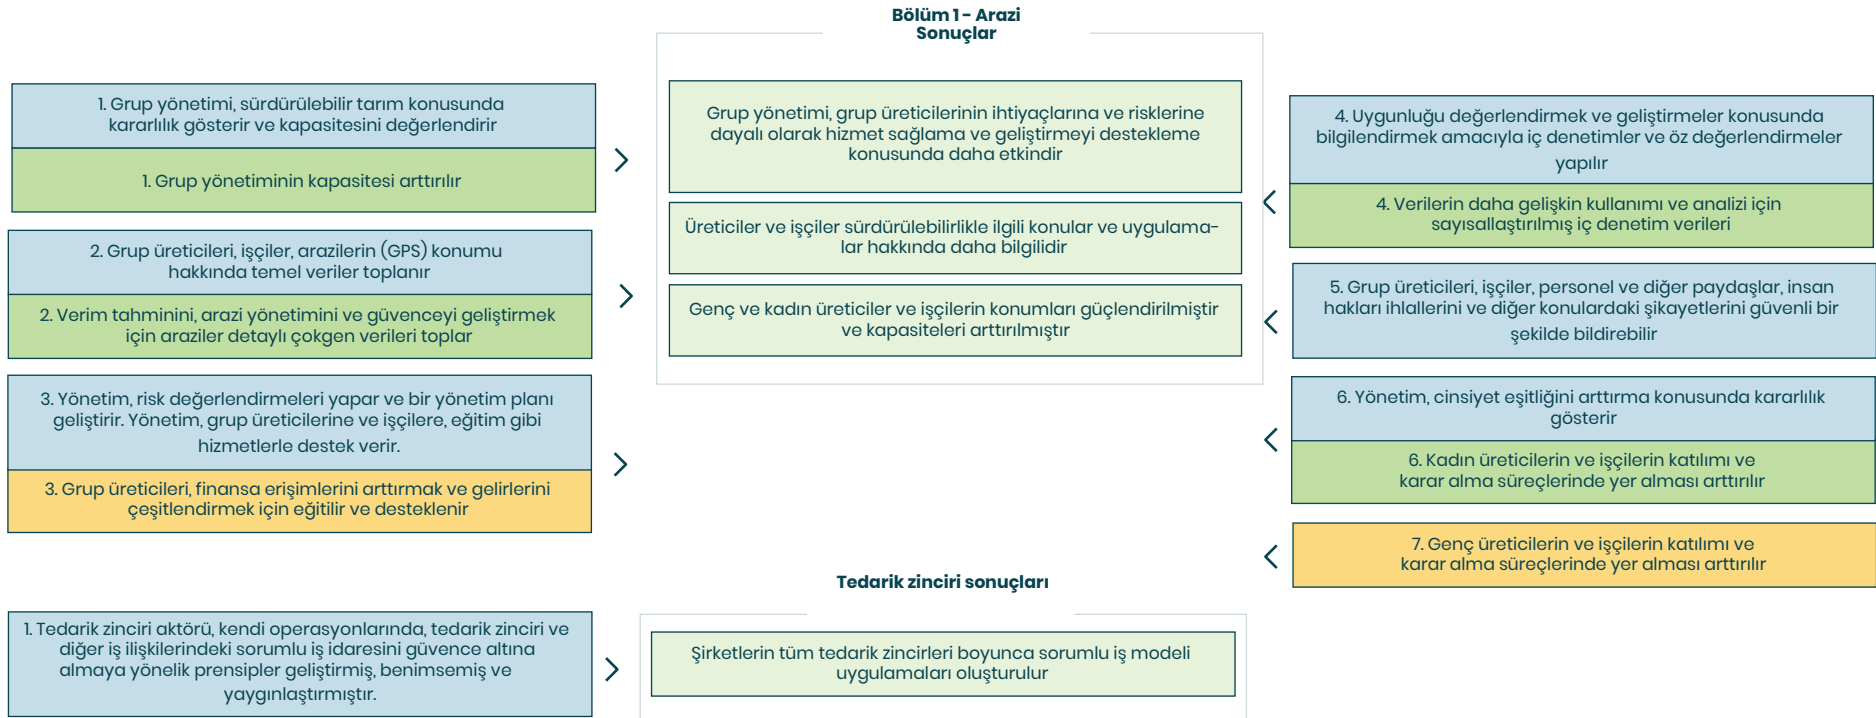 Bölüm 1 - Arazi
Sonuçlar
1. Grup yönetimi, sürdürülebilir tarım konusunda
kararlılık gösterir ve kapasitesini değerlendirir
1. Grup yönetiminin kapasitesi arttırılır
2. Grup üreticileri, işçiler, arazilerin (GPS) konumu
hakkında temel veriler toplanır
2. Verim tahminini, arazi yönetimini ve güvenceyi geliştirmek
için araziler detaylı çokgen verileri toplar
3. Yönetim, risk değerlendirmeleri yapar ve bir yönetim planı
geliştirir. Yönetim, grup üreticilerine ve işçilere, eğitim gibi
hizmetlerle destek verir.
3. Grup üreticileri, finansa erişimlerini arttırmak ve gelirlerini
çeşitlendirmek için eğitilir ve desteklenir
Grup yönetimi, grup üreticilerinin ihtiyaçlarına ve risklerine
dayalı olarak hizmet sağlama ve geliştirmeyi destekleme
konusunda daha etkindir
Üreticiler ve işçiler sürdürülebilirlikle ilgili konular ve uygulama-
lar hakkında daha bilgilidir
Genç ve kadın üreticiler ve işçilerin konumları güçlendirilmiştir
ve kapasiteleri arttırılmıştır
4. Uygunluğu değerlendirmek ve geliştirmeler konusunda
bilgilendirmek amacıyla iç denetimler ve öz değerlendirmeler
yapılır
4. Verilerin daha gelişkin kullanımı ve analizi için
sayısallaştırılmış iç denetim verileri
5. Grup üreticileri, işçiler, personel ve diğer paydaşlar, insan
hakları ihlallerini ve diğer konulardaki şikayetlerini güvenli bir
şekilde bildirebilir
6. Yönetim, cinsiyet eşitliğini arttırma konusunda kararlılık
gösterir
6. Kadın üreticilerin ve işçilerin katılımı ve
karar alma süreçlerinde yer alması arttırılır
7. Genç üreticilerin ve işçilerin katılımı ve
karar alma süreçlerinde yer alması arttırılır
Tedarik zinciri sonuçları
1. Tedarik zinciri aktörü, kendi operasyonlarında, tedarik zinciri ve
diğer iş ilişkilerindeki sorumlu iş idaresini güvence altına
almaya yönelik prensipler geliştirmiş, benimsemiş ve
yaygınlaştırmıştır.
Şirketlerin tüm tedarik zincirleri boyunca sorumlu iş modeli
uygulamaları oluşturulur